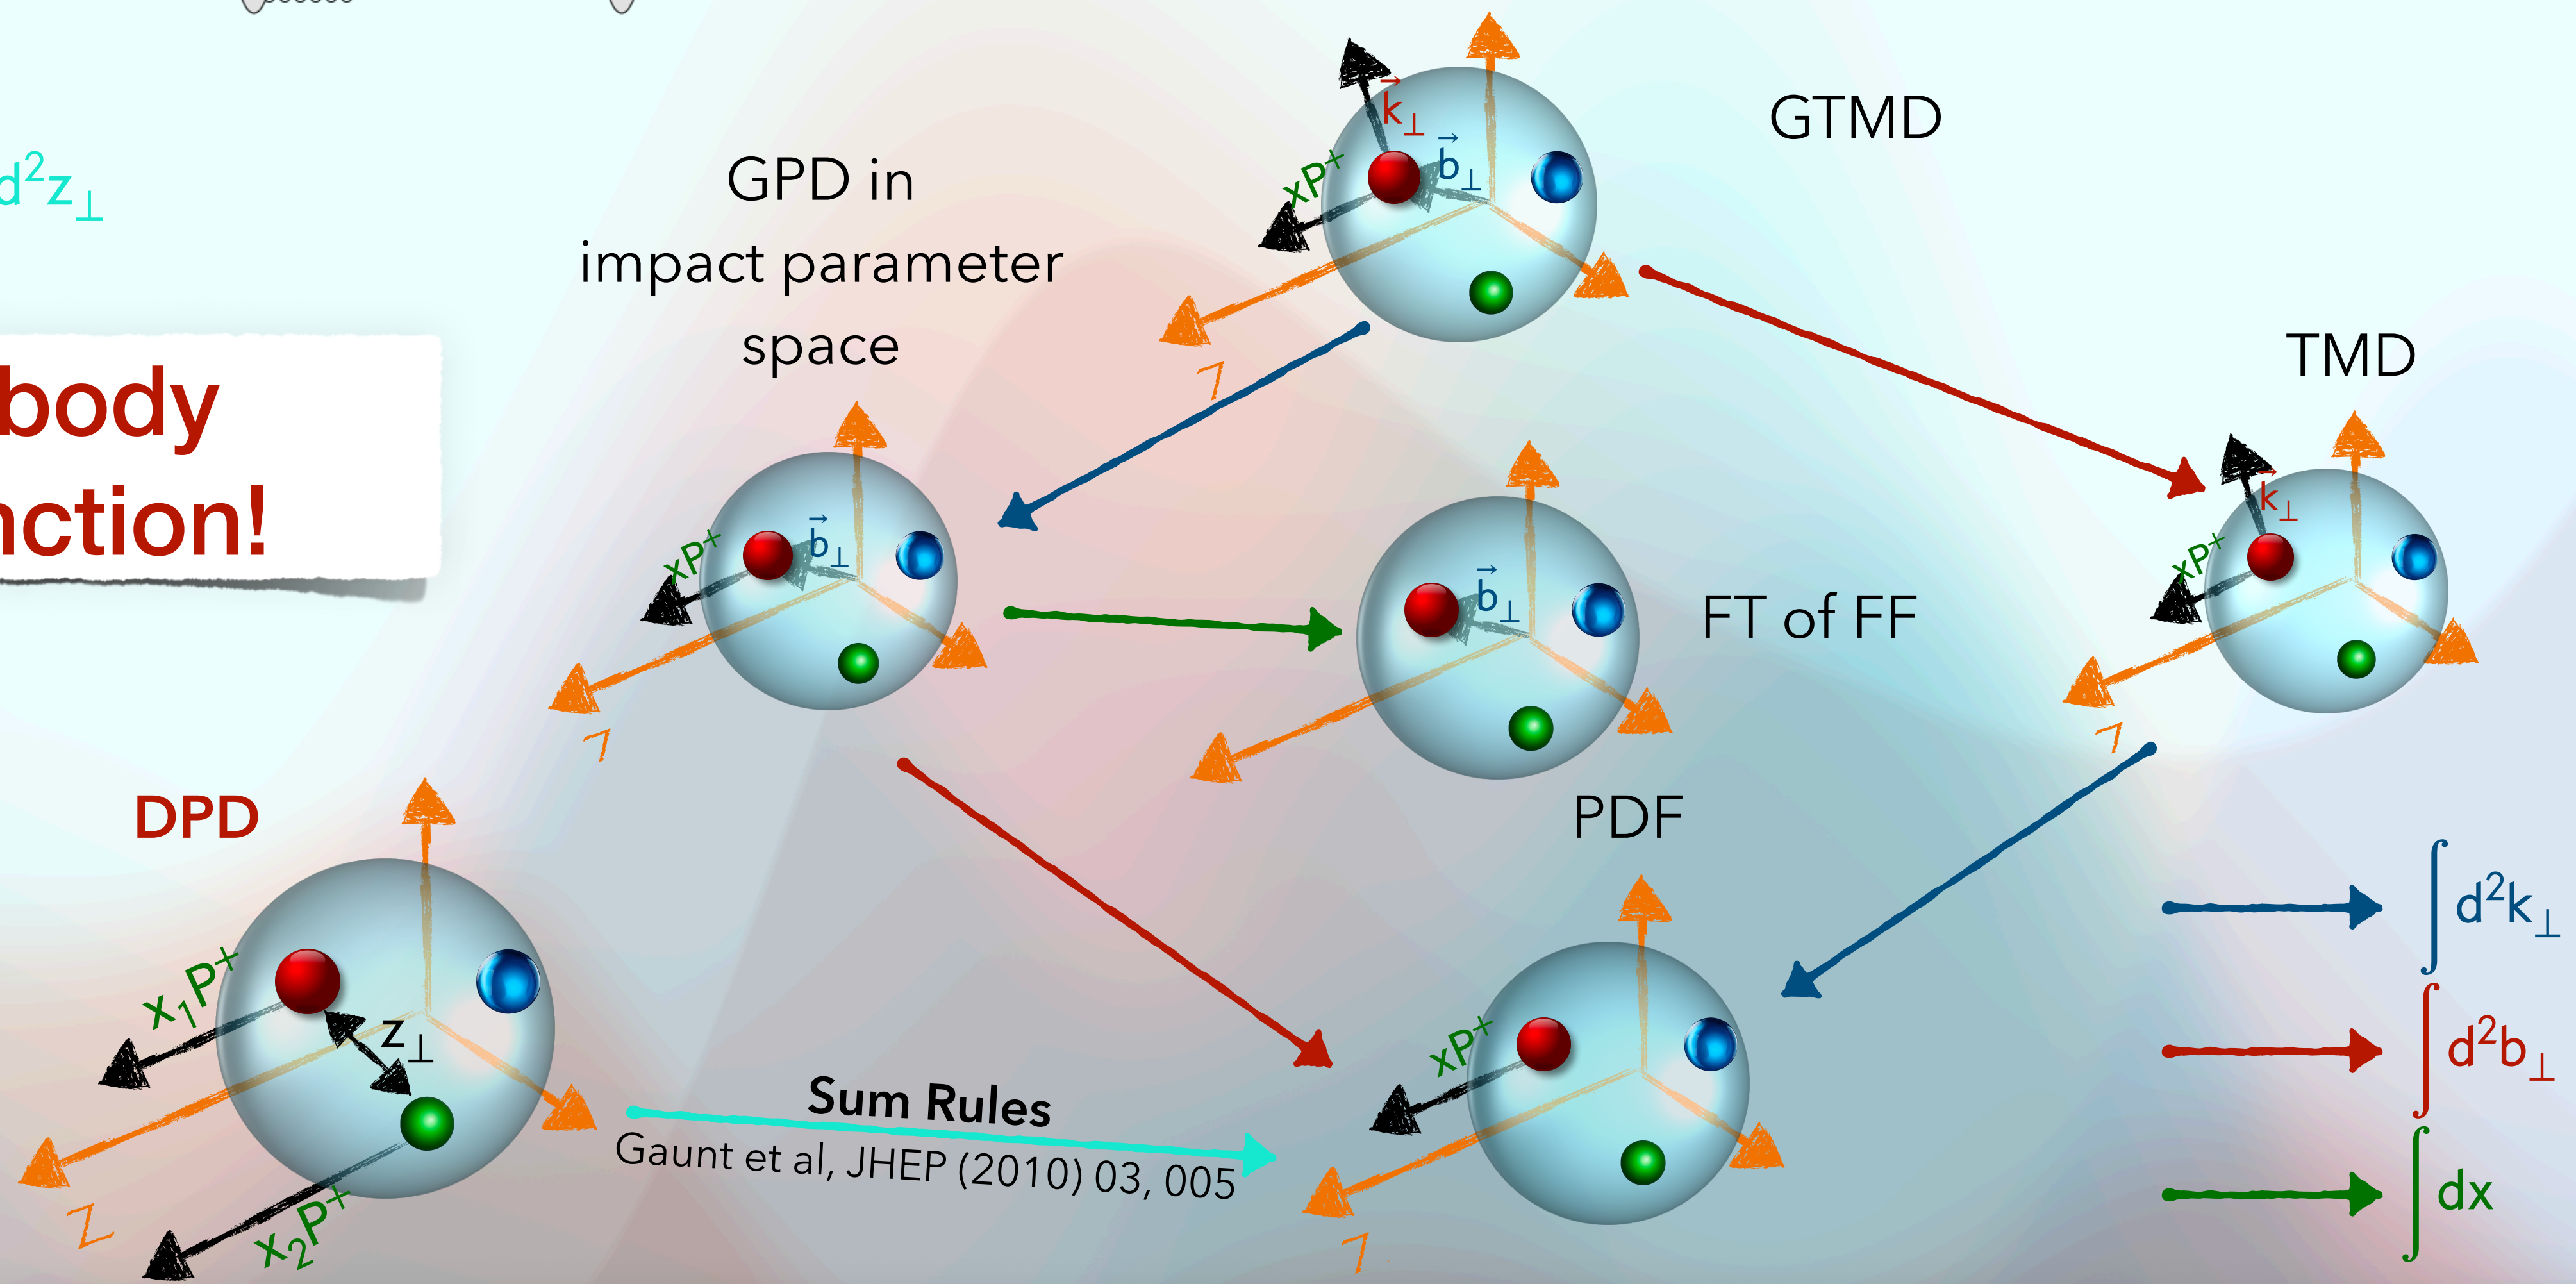 d²z⊥
body
nction!
GPD in
impact parameter
space
GTMD
k⊥
b⊥
xP⁺
TMD
k⊥
xP⁺
b⊥
xP⁺
b⊥
FT of FF
DPD
x₁P⁺
z⊥
x₂P⁺
Z
Sum Rules
Gaunt et al, JHEP (2010) 03, 005
PDF
xP⁺
∫d²k⊥
∫d²b⊥
∫dx